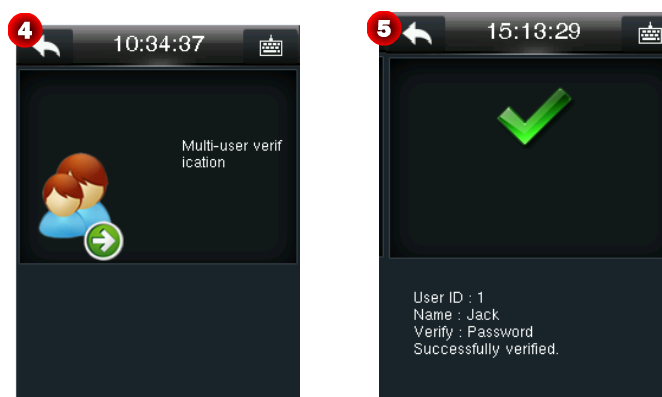 4
10:34:37
Multi-user verif
ication
5
15:13:29
User ID : 1
Name : Jack
Verify : Password
Successfully verified.